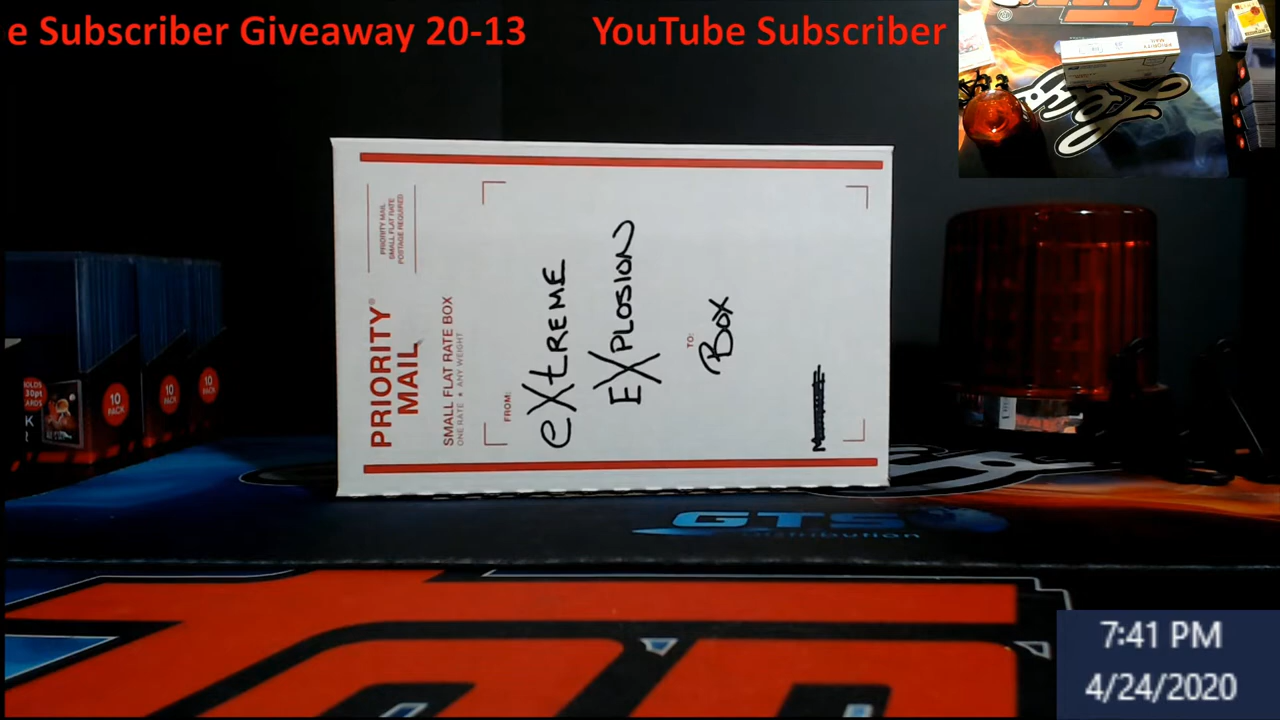 e Subscriber Giveaway 20-13
YouTube Subscriber
PRIORITY MAIL
SMALL FLAT RATE
POSTAGE REQUIRED
PRIORITY®
MAIL
SMALL FLAT RATE BOX
ONE RATE ★ ANY WEIGHT
FROM:
eXtREME
EXPLOSION
TO:
BOX
10
PACK
10
PACK
10
PACK
GTS
Distribution
7:41 PM
4/24/2020